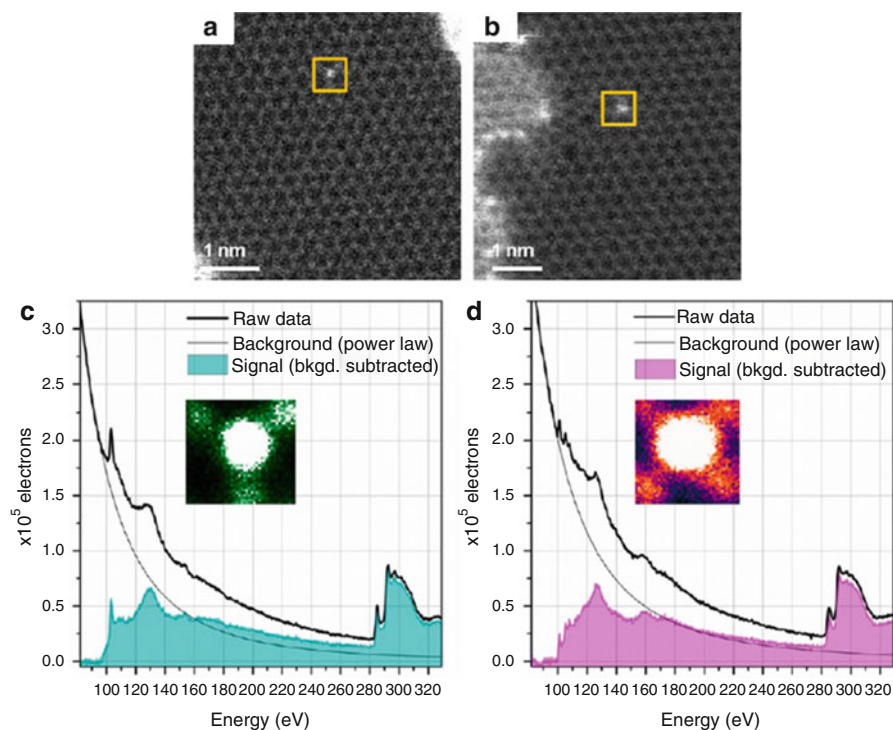 a
b
1 nm
1 nm
c
d
Raw data
Background (power law)
Signal (bkgd. subtracted)
Raw data
Background (power law)
Signal (bkgd. subtracted)
x10⁵ electrons
3.0
2.5
2.0
1.5
1.0
0.5
0.0
100 120 140 160 180 200 220 240 260 280 300 320
Energy (eV)
x10⁵ electrons
3.0
2.5
2.0
1.5
1.0
0.5
0.0
100 120 140 160 180 200 220 240 260 280 300 320
Energy (eV)